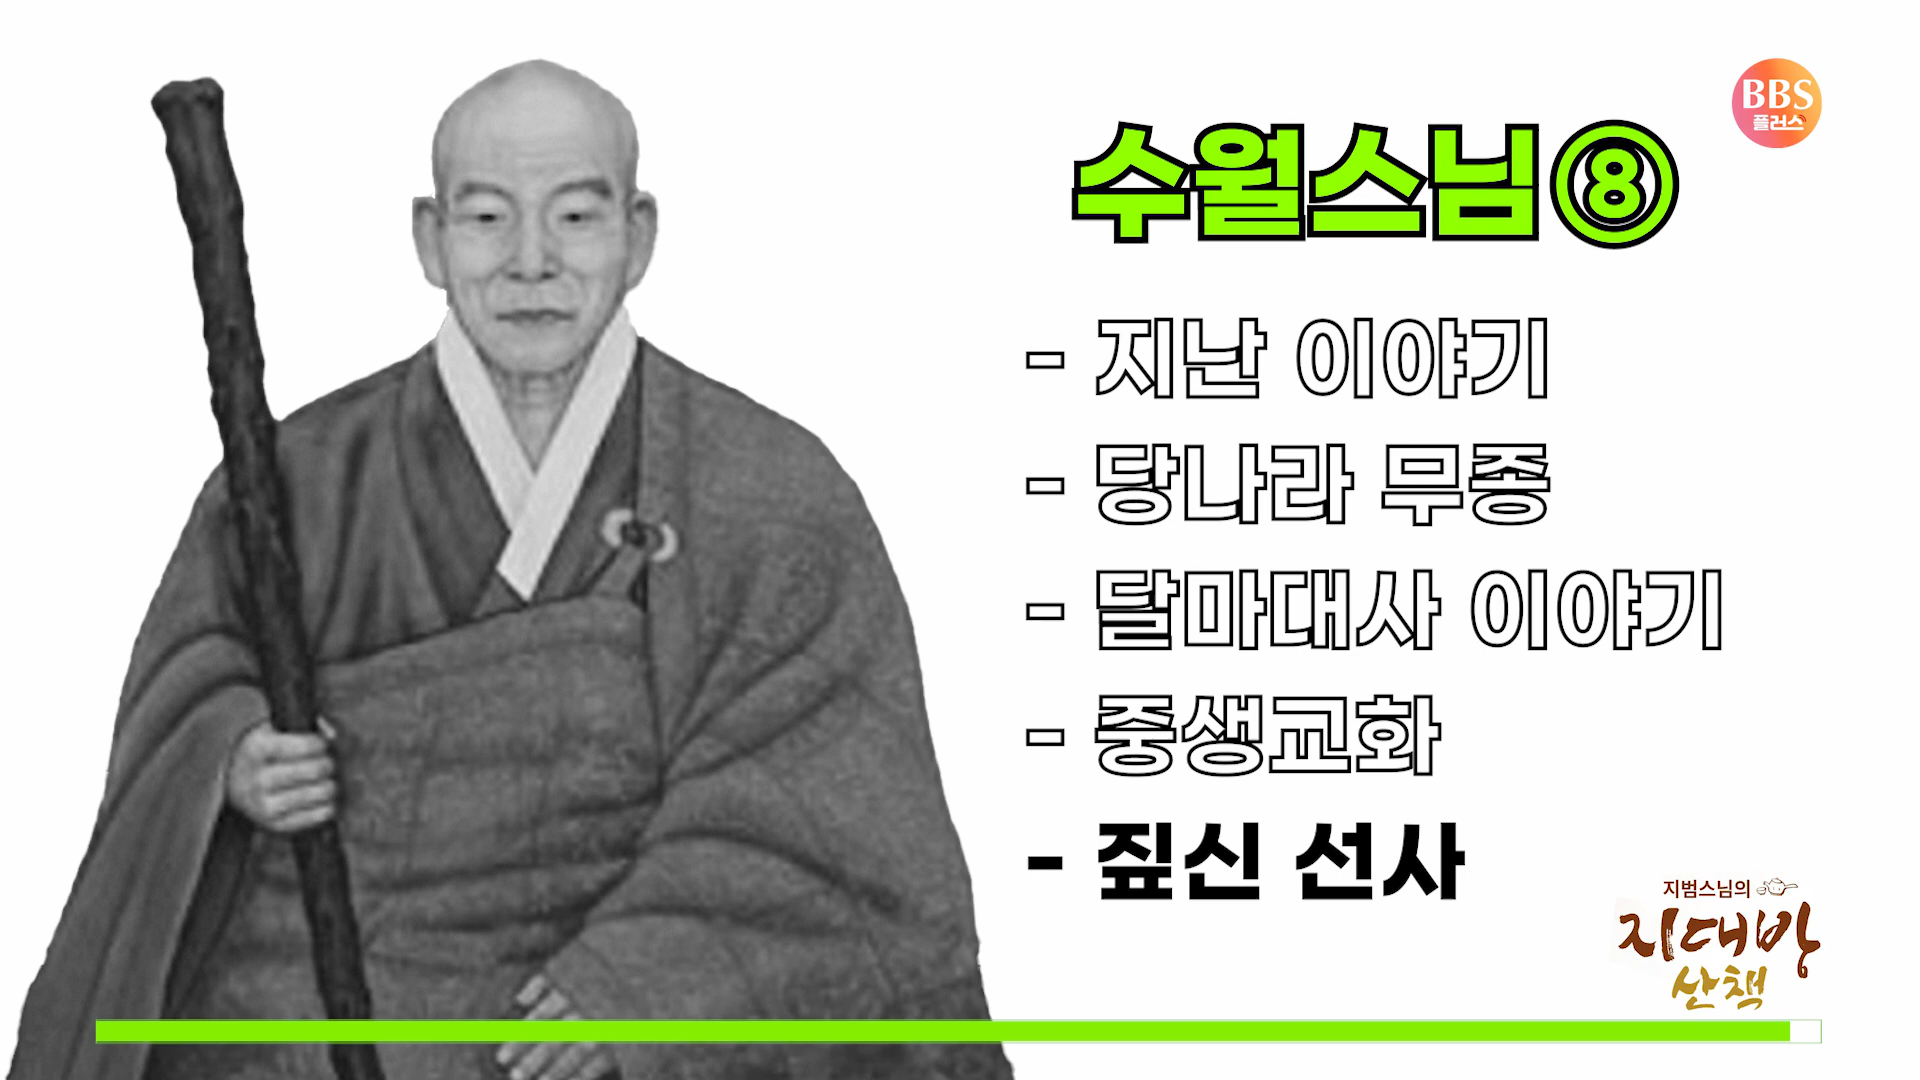 BBS
플러스
수월스님⑧
- 지난 이야기
- 당나라 무종
- 달마대사 이야기
- 중생교화
- 짚신 선사
지범스님의
지대방
산책